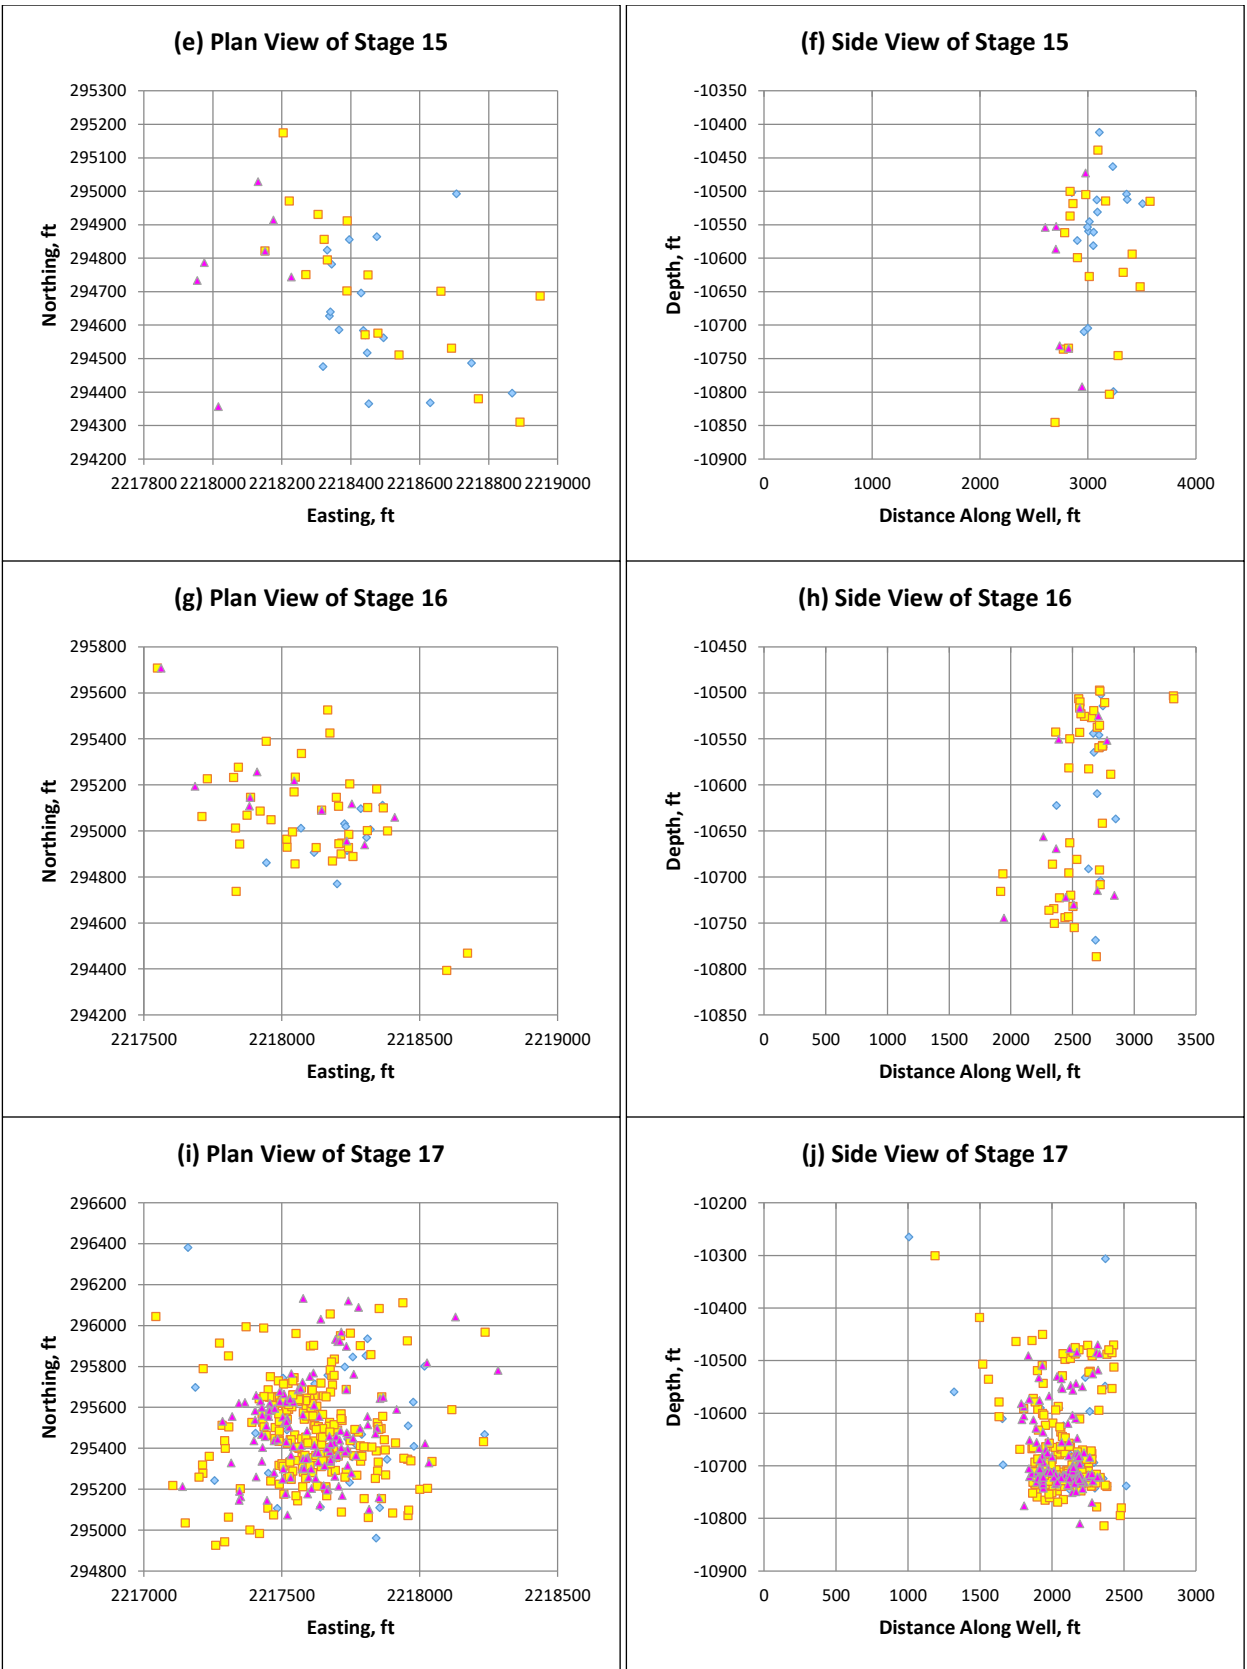 (e) Plan View of Stage 15
295300
295200
295100
295000
294900
294800
294700
294600
294500
294400
294300
294200
2217800 2218000 2218200 2218400 2218600 2218800 2219000
Northing, ft
Easting, ft
(f) Side View of Stage 15
-10350
-10400
-10450
-10500
-10550
-10600
-10650
-10700
-10750
-10800
-10850
-10900
0 1000 2000 3000 4000
Depth, ft
Distance Along Well, ft
(g) Plan View of Stage 16
295800
295600
295400
295200
295000
294800
294600
294400
294200
2217500 2218000 2218500 2219000
Northing, ft
Easting, ft
(h) Side View of Stage 16
-10450
-10500
-10550
-10600
-10650
-10700
-10750
-10800
-10850
0 500 1000 1500 2000 2500 3000 3500
Depth, ft
Distance Along Well, ft
(i) Plan View of Stage 17
296600
296400
296200
296000
295800
295600
295400
295200
295000
294800
2217000 2217500 2218000 2218500
Northing, ft
Easting, ft
(j) Side View of Stage 17
-10200
-10300
-10400
-10500
-10600
-10700
-10800
-10900
0 500 1000 1500 2000 2500 3000
Depth, ft
Distance Along Well, ft